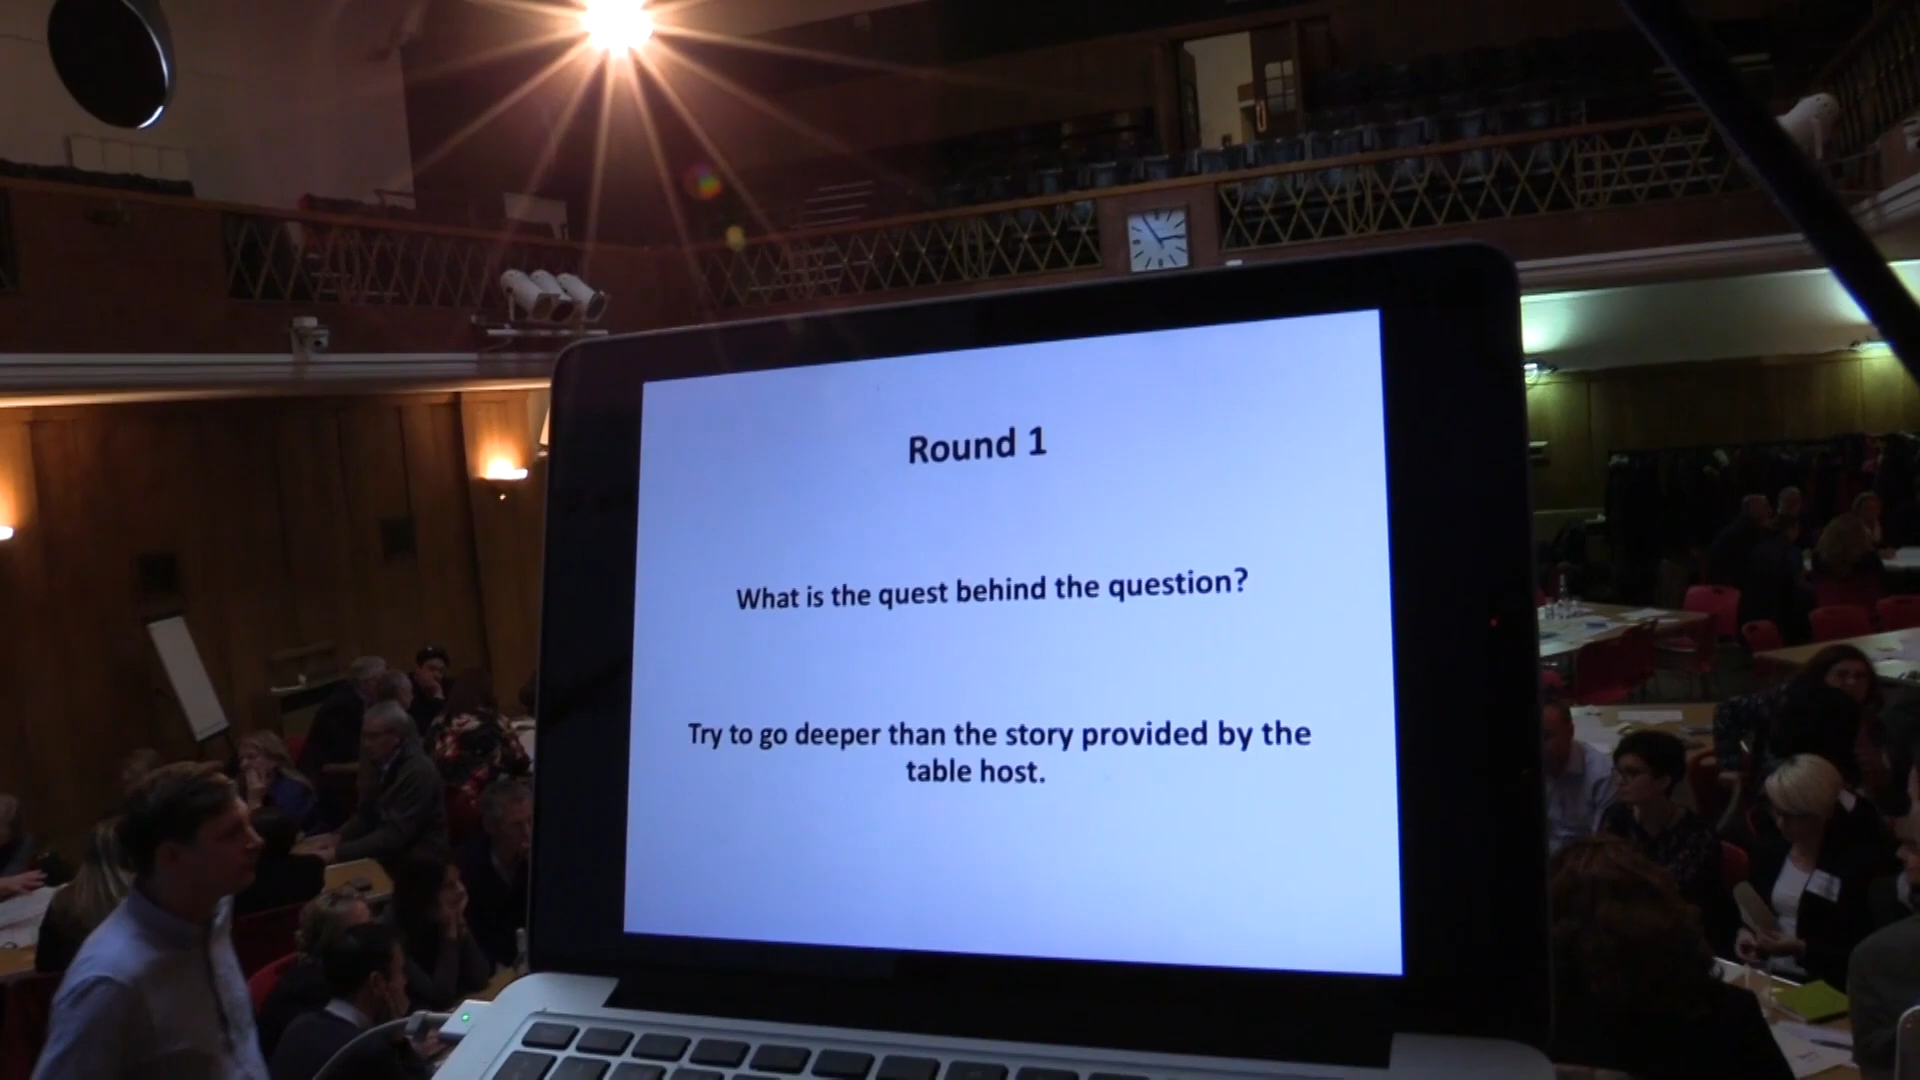 Round 1
What is the quest behind the question?
Try to go deeper than the story provided by the
table host.